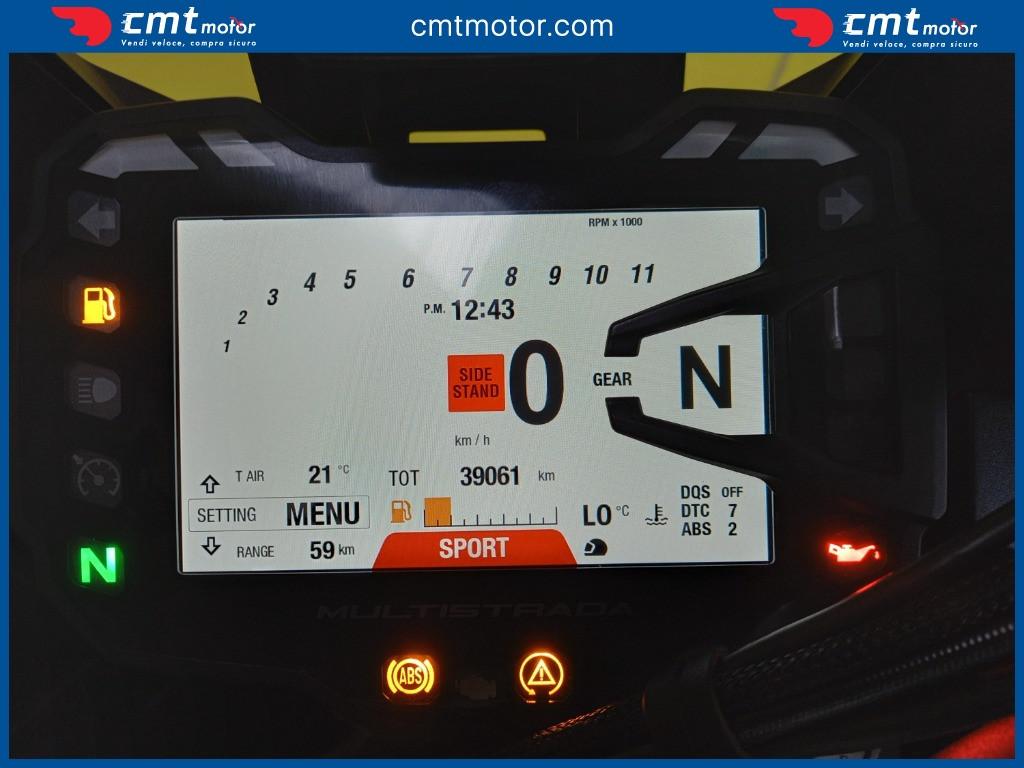 cmt motor
Vendi veloce, compra sicuro
cmtmotor.com
cmt motor
Vendi veloce, compra sicuro
RPM x 1000
1 2 3 4 5 6 7 8 9 10 11
P.M. 12:43
SIDE
STAND
0
GEAR
N
km / h
T AIR 21 °C
TOT 39061 km
SETTING MENU
RANGE 59 km
LO °C
DQS OFF
DTC 7
ABS 2
SPORT
N
MULTISTRADA
ABS